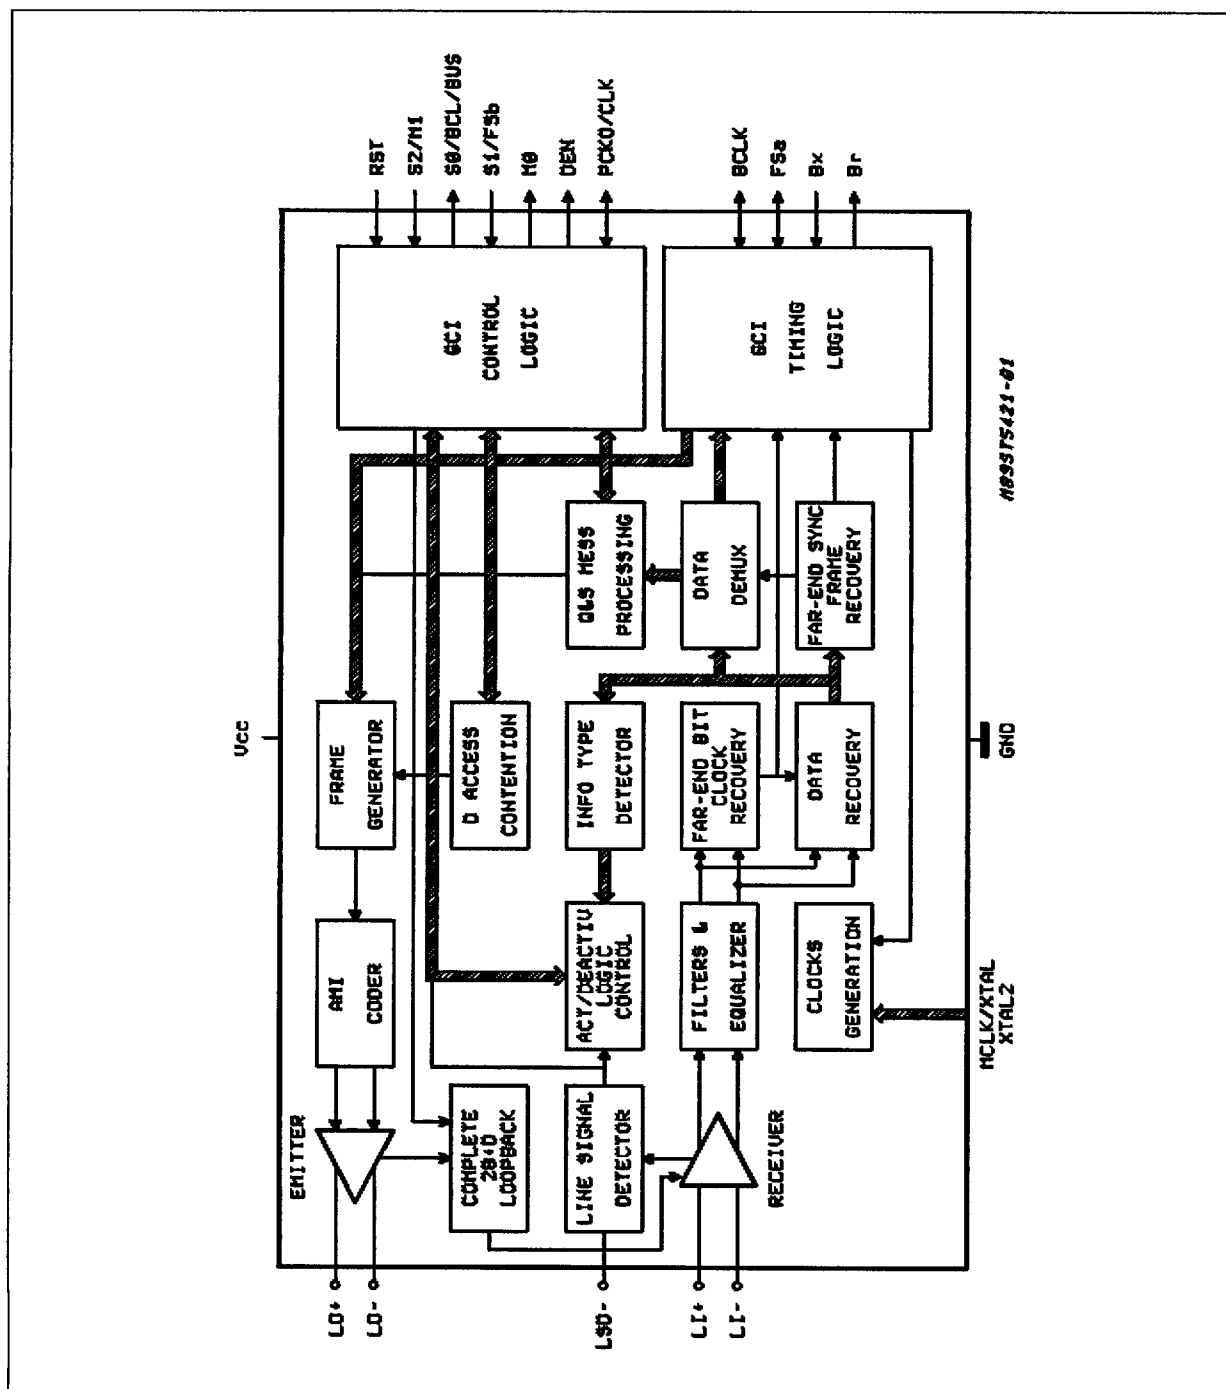 RST
S2/M1
S0/BCL/BUS
S1/FSb
M0
DEN
PCKO/CLK
BCLK
FSa
Bx
Br
GCI
CONTROL
LOGIC
GCI
TIMING
LOGIC
Q&S MESS
PROCESSING
DATA
DEMUX
FAR-END SYNC
FRAME
RECOVERY
Vcc
FRAME
GENERATOR
D ACCESS
CONTENTION
INFO TYPE
DETECTOR
FAR-END BIT
CLOCK
RECOVERY
DATA
RECOVERY
GND
AMI
CODER
ACT/DEACTIV
LOGIC
CONTROL
FILTERS &
EQUALIZER
CLOCKS
GENERATION
MCLK/XTAL
XTAL2
EMITTER
COMPLETE
2B+D
LOOPBACK
LINE SIGNAL
DETECTOR
RECEIVER
LO+
LO-
LSD-
LI+
LI-
M89ST5421-01